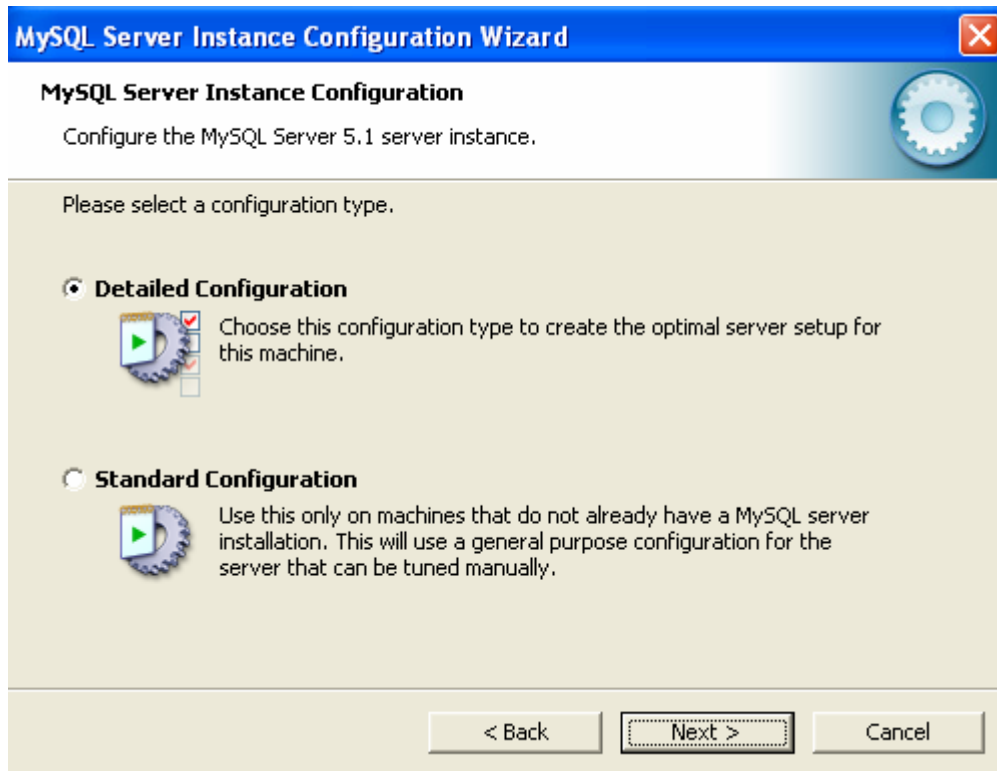 MySQL Server Instance Configuration Wizard
MySQL Server Instance Configuration
Configure the MySQL Server 5.1 server instance.
Please select a configuration type.
Detailed Configuration
Choose this configuration type to create the optimal server setup for
this machine.
Standard Configuration
Use this only on machines that do not already have a MySQL server
installation. This will use a general purpose configuration for the
server that can be tuned manually.
< Back Next > Cancel